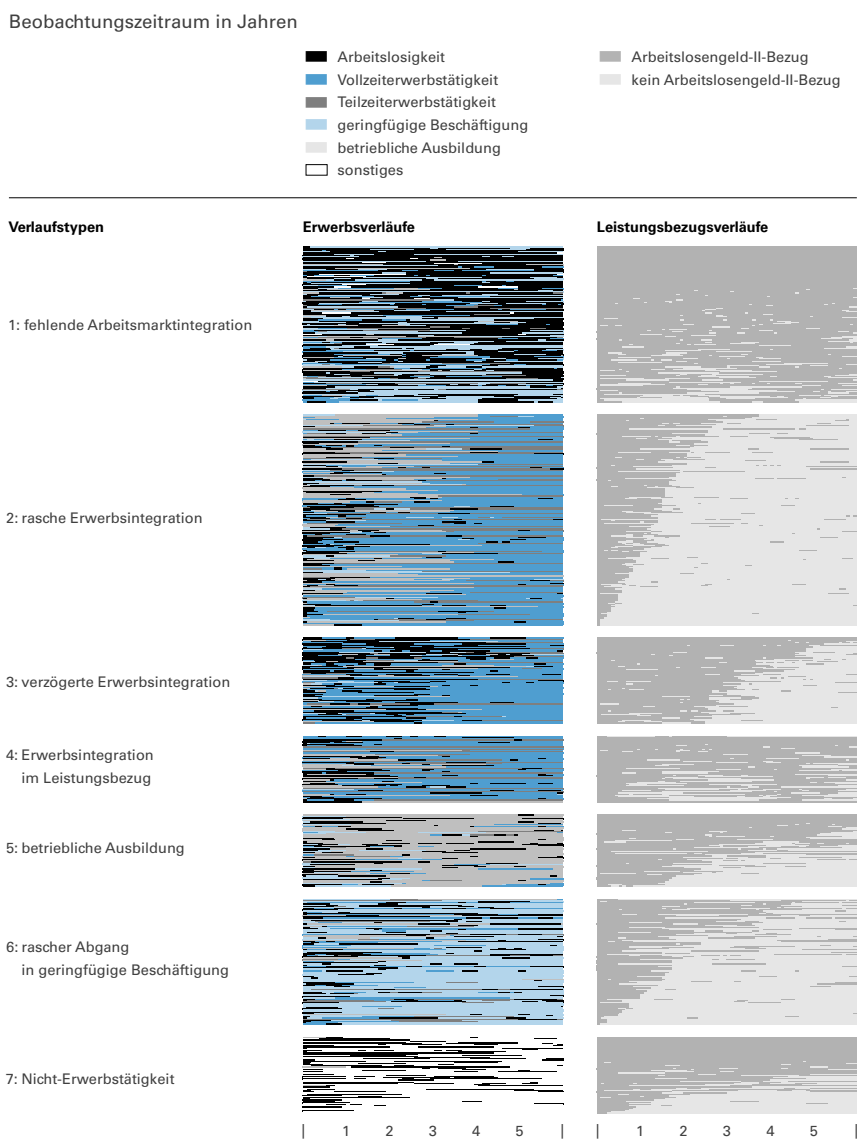 Beobachtungszeitraum in Jahren
Arbeitslosigkeit
Vollzeiterwerbstätigkeit
Teilzeiterwerbstätigkeit
geringfügige Beschäftigung
betriebliche Ausbildung
sonstiges
Arbeitslosengeld-II-Bezug
kein Arbeitslosengeld-II-Bezug
Verlaufstypen Erwerbsverläufe Leistungsbezugsverläufe
1: fehlende Arbeitsmarktintegration
2: rasche Erwerbsintegration
3: verzögerte Erwerbsintegration
4: Erwerbsintegration
im Leistungsbezug
5: betriebliche Ausbildung
6: rascher Abgang
in geringfügige Beschäftigung
7: Nicht-Erwerbstätigkeit
| 1 2 3 4 5 | | 1 2 3 4 5 |